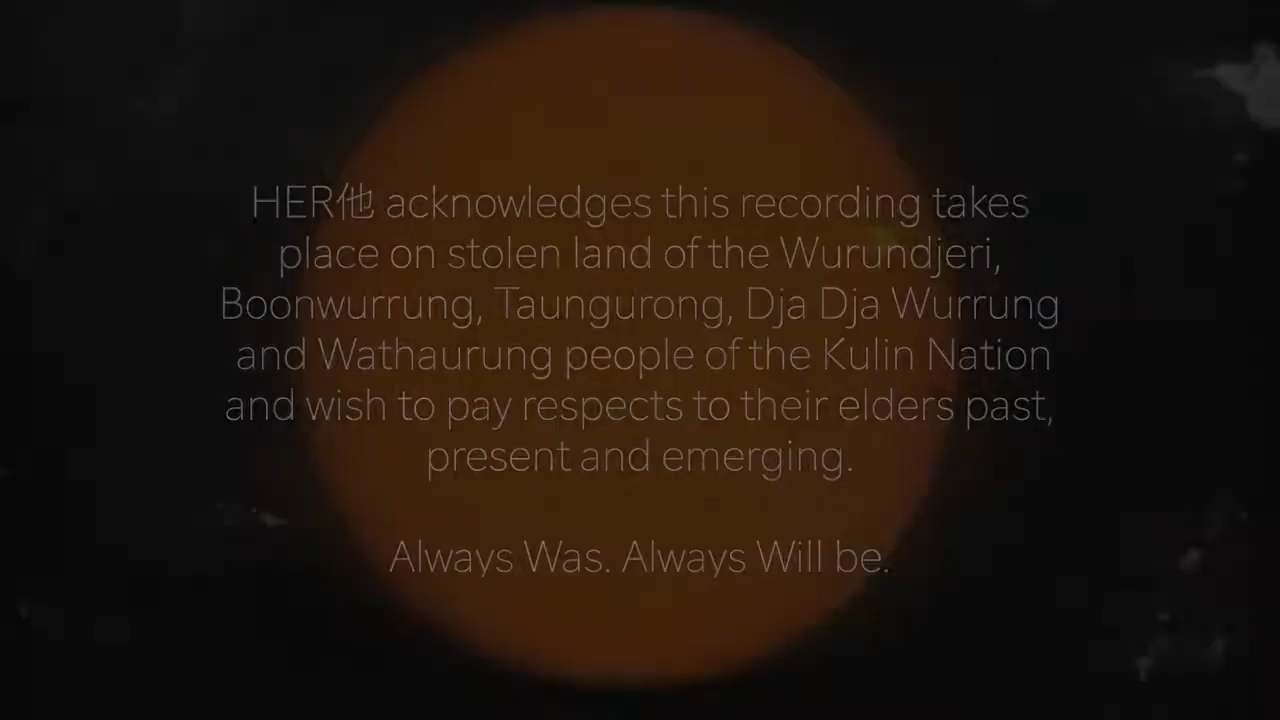 HER他 acknowledges this recording takes
place on stolen land of the Wurundjeri,
Boonwurrung, Taungurong, Dja Dja Wurrung
and Wathaurung people of the Kulin Nation
and wish to pay respects to their elders past,
present and emerging.
Always Was. Always Will be.